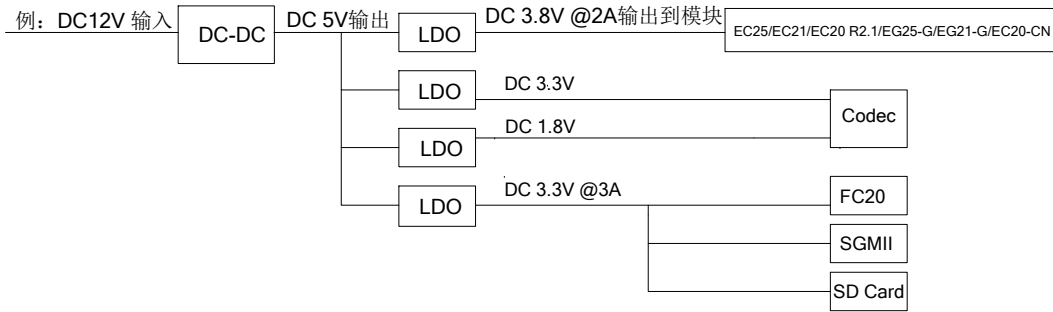 例：DC12V 输入
DC-DC
DC 5V输出
LDO
DC 3.8V @2A输出到模块
EC25/EC21/EC20 R2.1/EG25-G/EG21-G/EC20-CN
LDO
DC 3.3V
Codec
LDO
DC 1.8V
LDO
DC 3.3V @3A
FC20
SGMII
SD Card